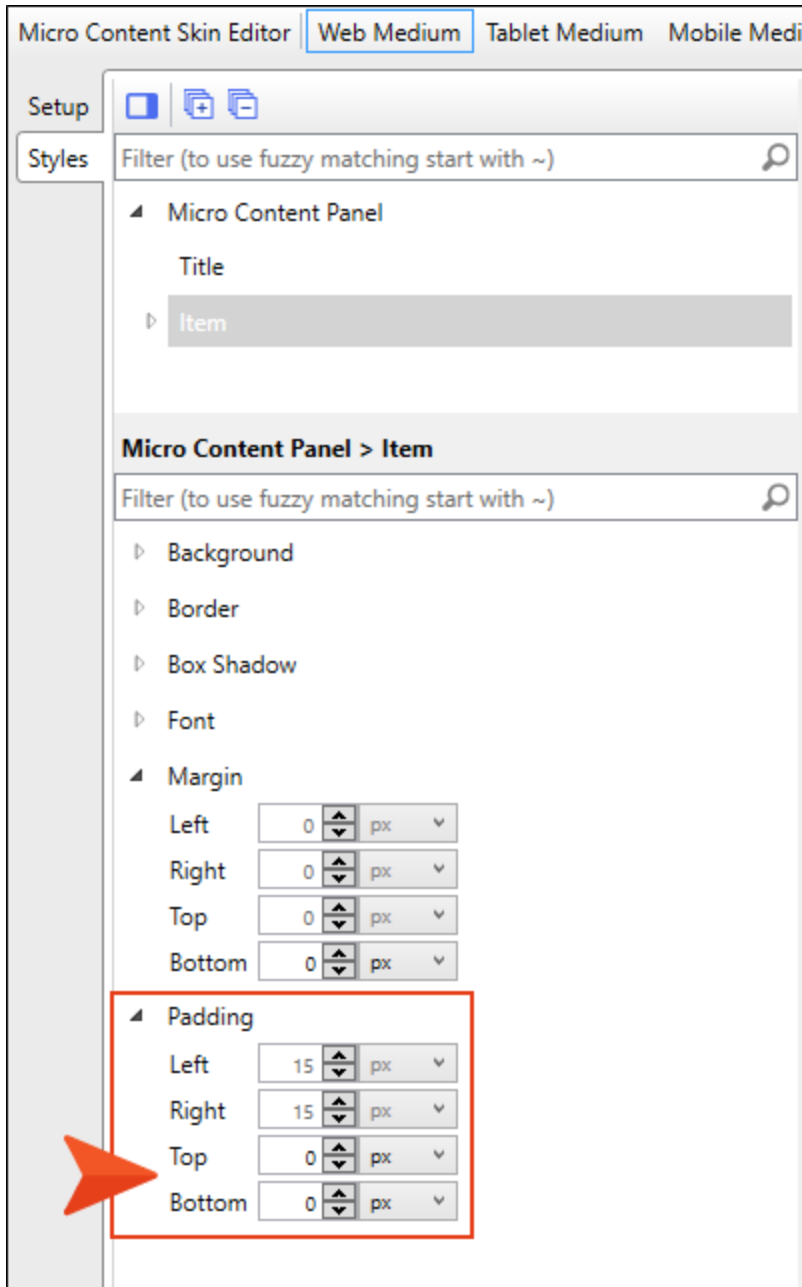 Micro Content Skin Editor Web Medium Tablet Medium Mobile Medi
Setup
Styles
Filter (to use fuzzy matching start with ~)
Micro Content Panel
Title
Item
Micro Content Panel > Item
Filter (to use fuzzy matching start with ~)
Background
Border
Box Shadow
Font
Margin
Left 0 px
Right 0 px
Top 0 px
Bottom 0 px
Padding
Left 15 px
Right 15 px
Top 0 px
Bottom 0 px